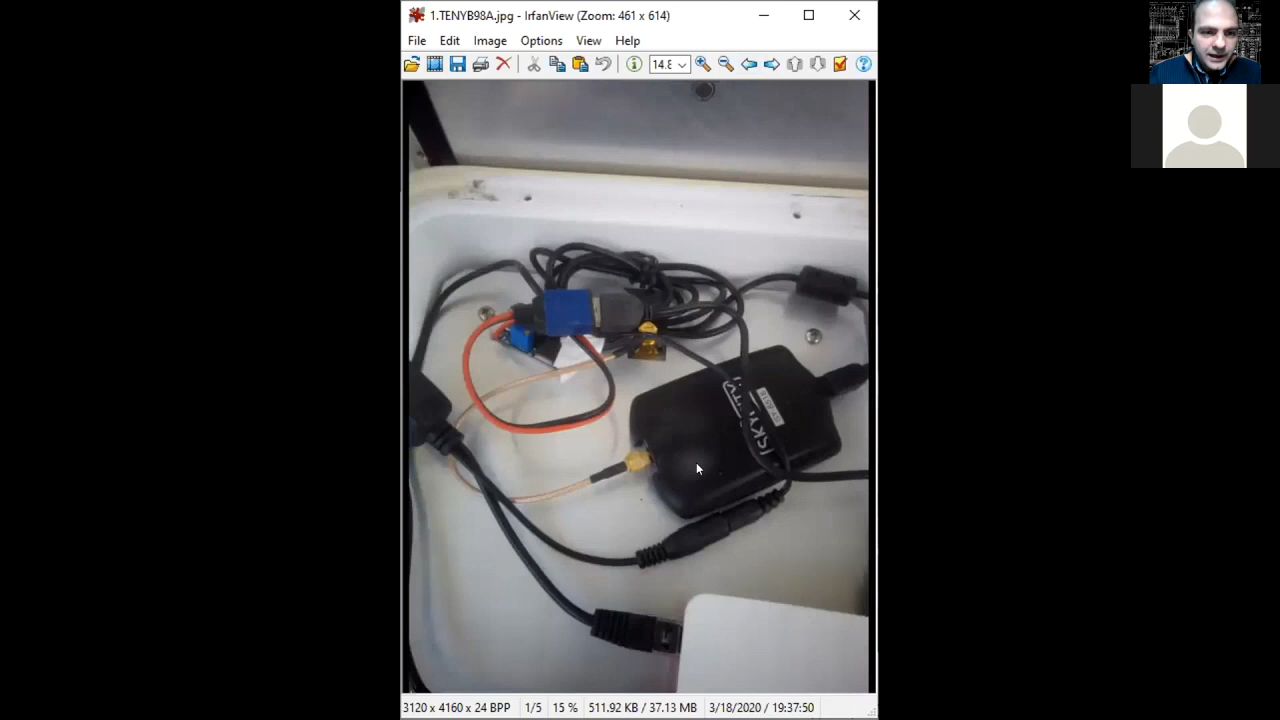 1.TENYB98A.jpg - IrfanView (Zoom: 461 x 614)
File Edit Image Options View Help
3120 x 4160 x 24 BPP 1/5 15 % 511.92 KB / 37.13 MB 3/18/2020 / 19:37:50